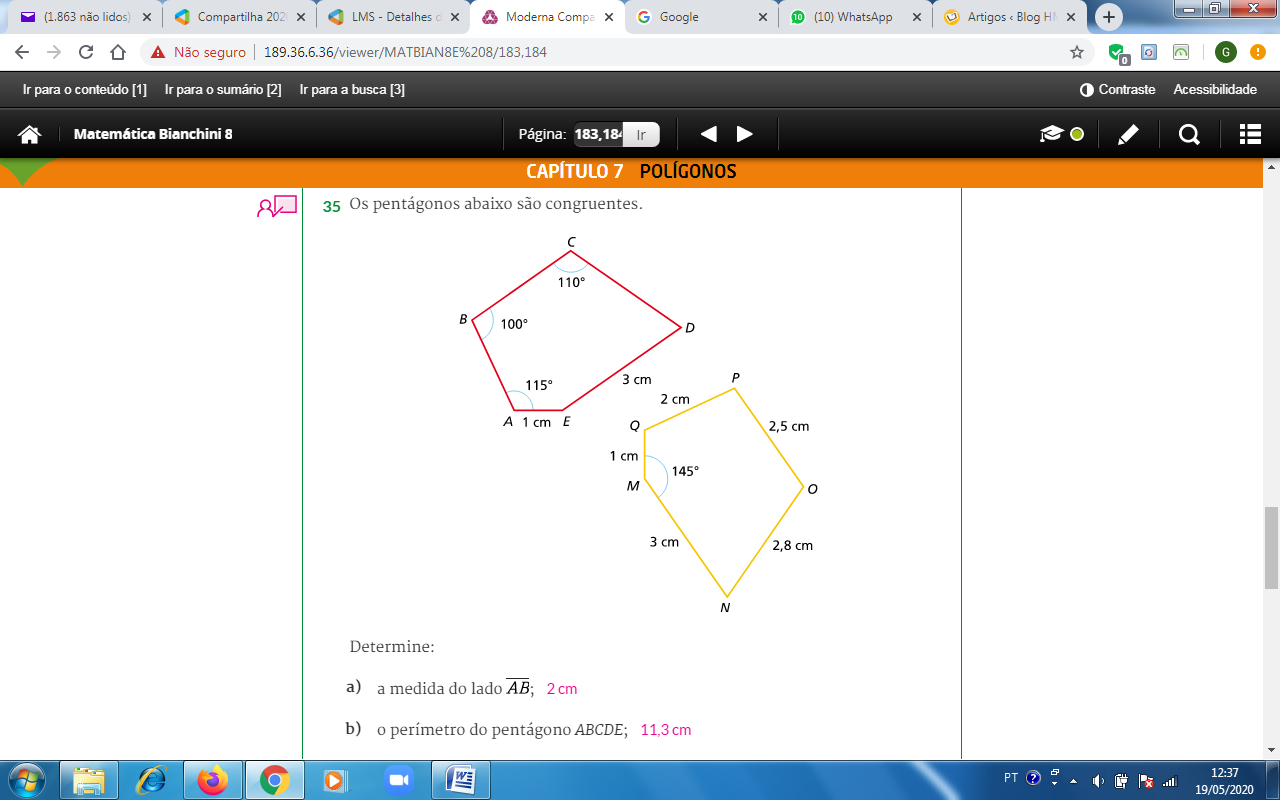 (1.863 não lidos)
Compartilha 202
LMS - Detalhes d
Moderna Compa
Google
(10) WhatsApp
Artigos ‹ Blog H
Não seguro
189.36.6.36/viewer/MATBIAN8E%208/183,184
0
G
Ir para o conteúdo [1]
Ir para o sumário [2]
Ir para a busca [3]
Contraste
Acessibilidade
Matemática Bianchini 8
Página:
183,184
Ir
CAPÍTULO 7 POLÍGONOS
35 Os pentágonos abaixo são congruentes.
C
110°
B
100°
D
115°
3 cm
A
1 cm
E
P
2 cm
Q
2,5 cm
1 cm
145°
M
O
3 cm
2,8 cm
N
Determine:
a) a medida do lado AB; 2 cm
b) o perímetro do pentágono ABCDE; 11,3 cm
PT
12:37
19/05/2020